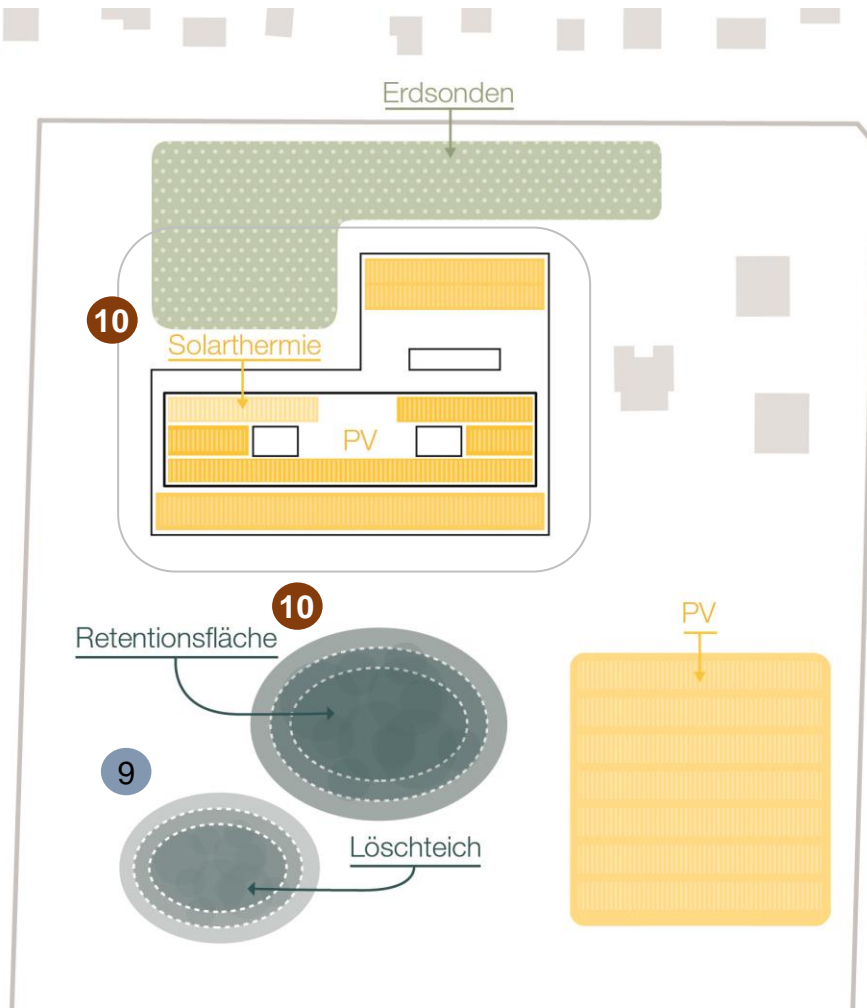 Erdsonden
10
Solarthermie
PV
10
Retentionsfläche
PV
9
Löschteich